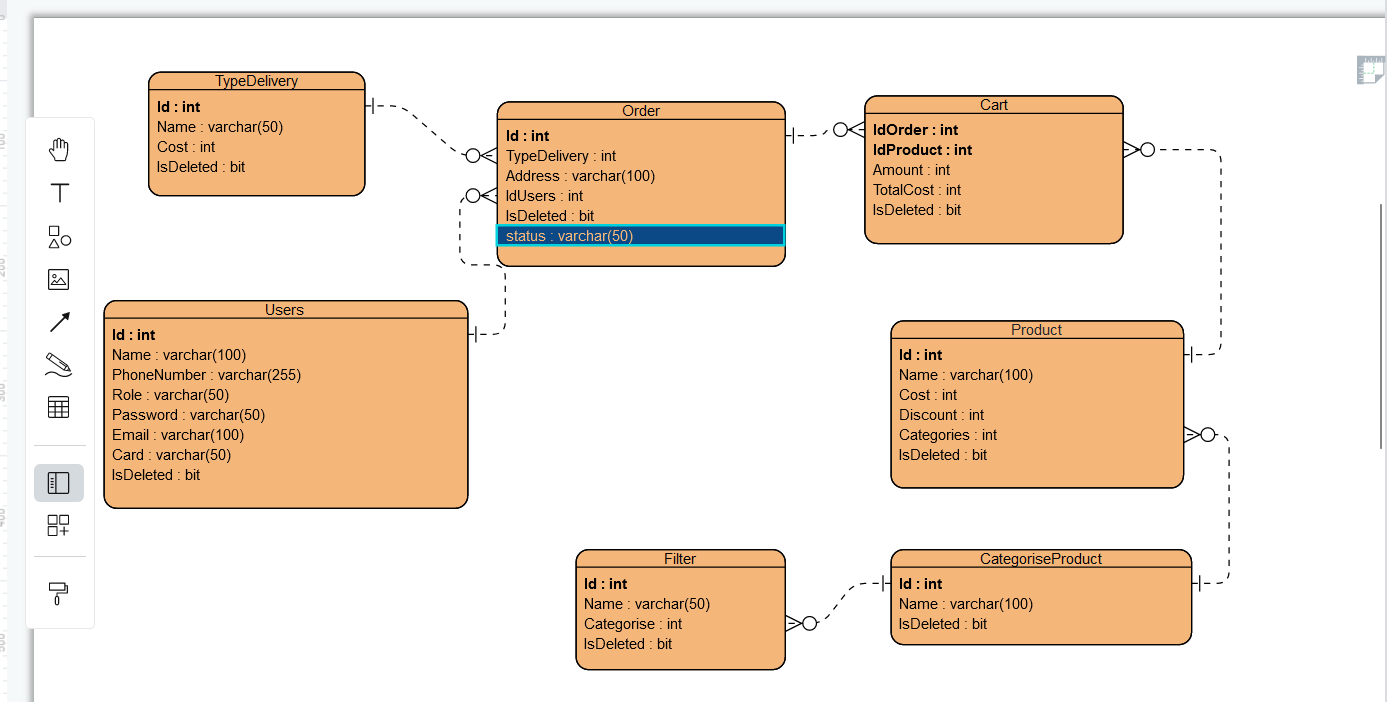 TypeDelivery
Id : int
Name : varchar(50)
Cost : int
IsDeleted : bit
Order
Id : int
TypeDelivery : int
Address : varchar(100)
IdUsers : int
IsDeleted : bit
status : varchar(50)
Cart
IdOrder : int
IdProduct : int
Amount : int
TotalCost : int
IsDeleted : bit
Users
Id : int
Name : varchar(100)
PhoneNumber : varchar(255)
Role : varchar(50)
Password : varchar(50)
Email : varchar(100)
Card : varchar(50)
IsDeleted : bit
Product
Id : int
Name : varchar(100)
Cost : int
Discount : int
Categories : int
IsDeleted : bit
Filter
Id : int
Name : varchar(50)
Categorise : int
IsDeleted : bit
CategoriseProduct
Id : int
Name : varchar(100)
IsDeleted : bit